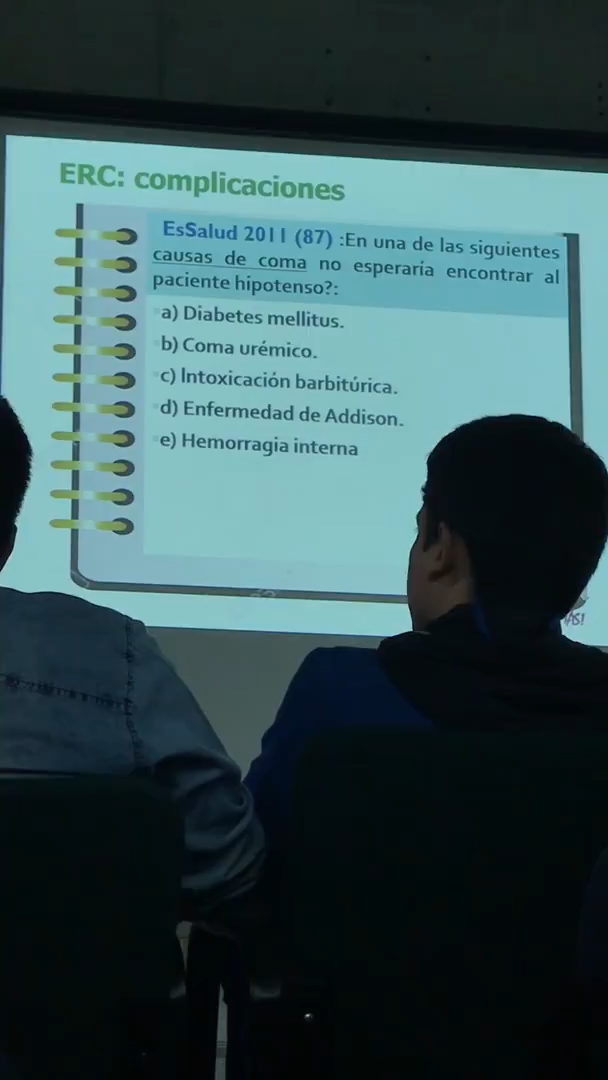 ERC: complicaciones
EsSalud 2011 (87) :En una de las siguientes
causas de coma no esperaría encontrar al
paciente hipotenso?:
a) Diabetes mellitus.
b) Coma urémico.
c) Intoxicación barbitúrica.
d) Enfermedad de Addison.
e) Hemorragia interna